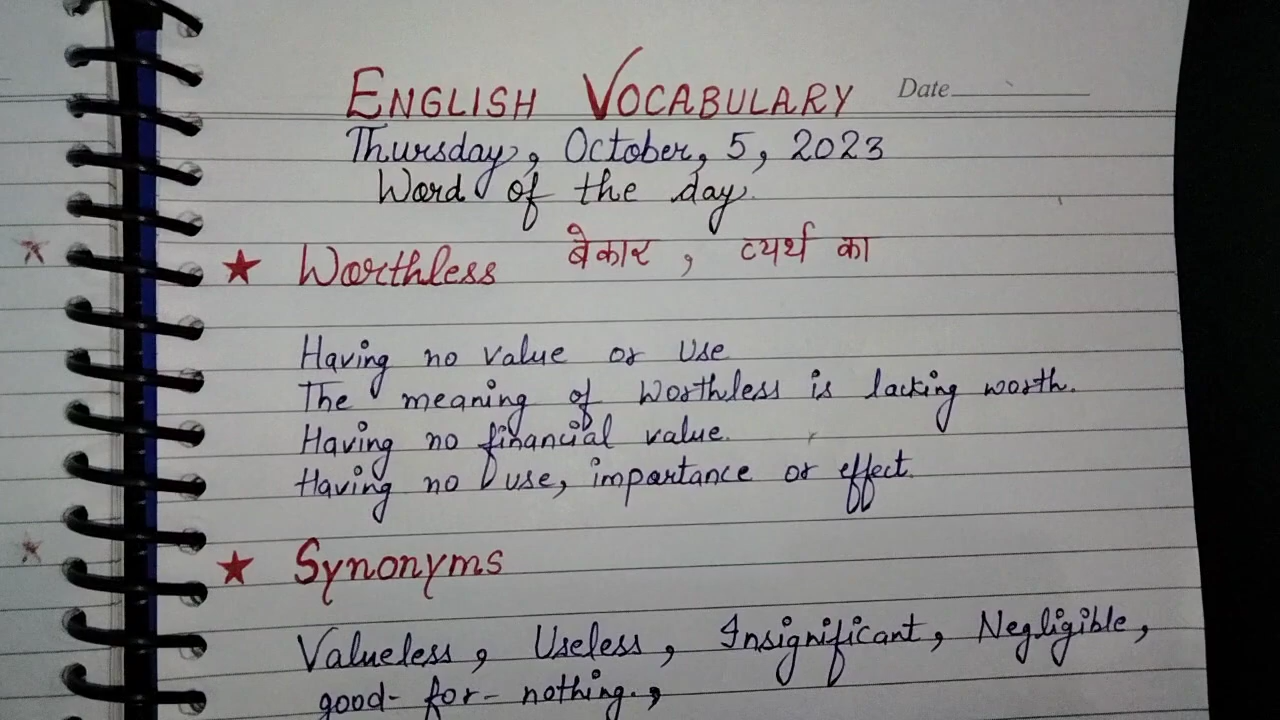 ENGLISH VOCABULARY Date
Thursday, October, 5, 2023
Word of the day.
★ Worthless बेकार, व्यर्थ का
Having no value or Use
The meaning of Worthless is lacking worth.
Having no financial value.
Having no use, importance or effect.
★ Synonyms
Valueless, Useless, Insignificant, Negligible,
good-for-nothing.,